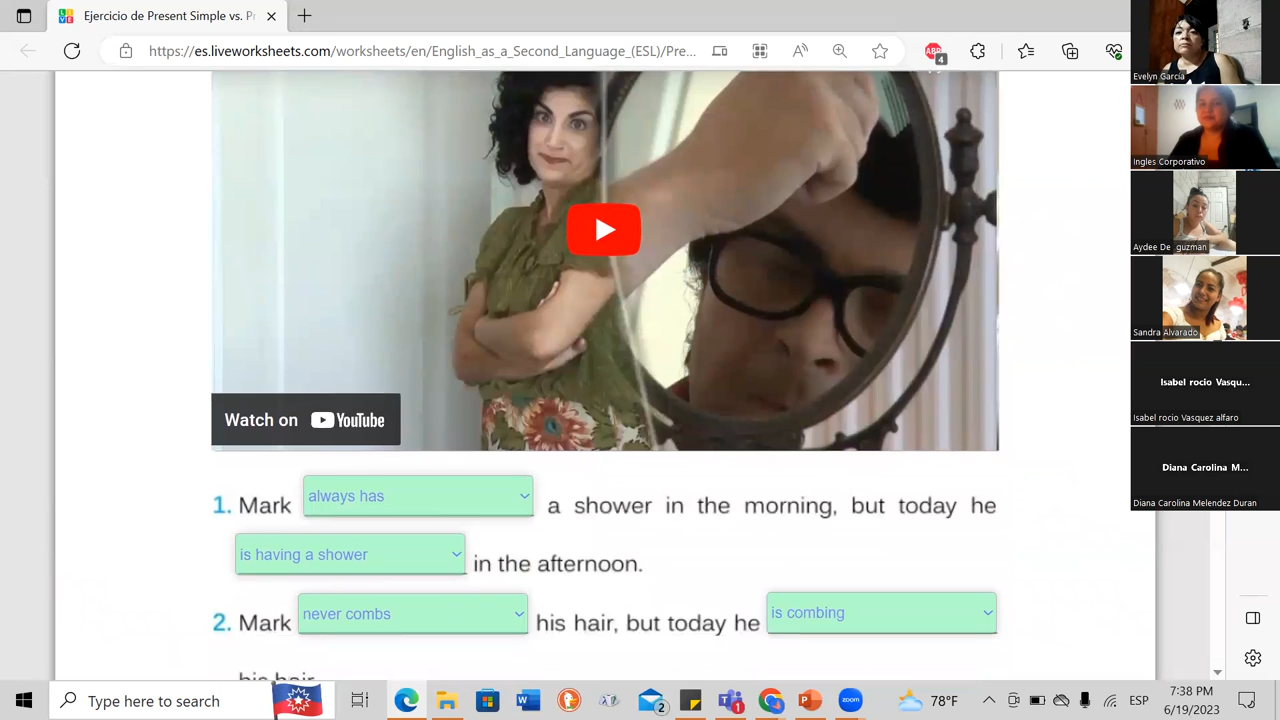 Ejercicio de Present Simple vs. Pr
https://es.liveworksheets.com/worksheets/en/English_as_a_Second_Language_(ESL)/Pre...
Watch on YouTube
1. Mark always has a shower in the morning, but today he
is having a shower in the afternoon.
2. Mark never combs his hair, but today he is combing
his hair
Evelyn García
Ingles Corporativo
Aydee De guzman
Sandra Alvarado
Isabel rocio Vasqu...
Isabel rocio Vasquez alfaro
Diana Carolina M...
Diana Carolina Melendez Duran
Type here to search
78°F
ESP
7:38 PM
6/19/2023